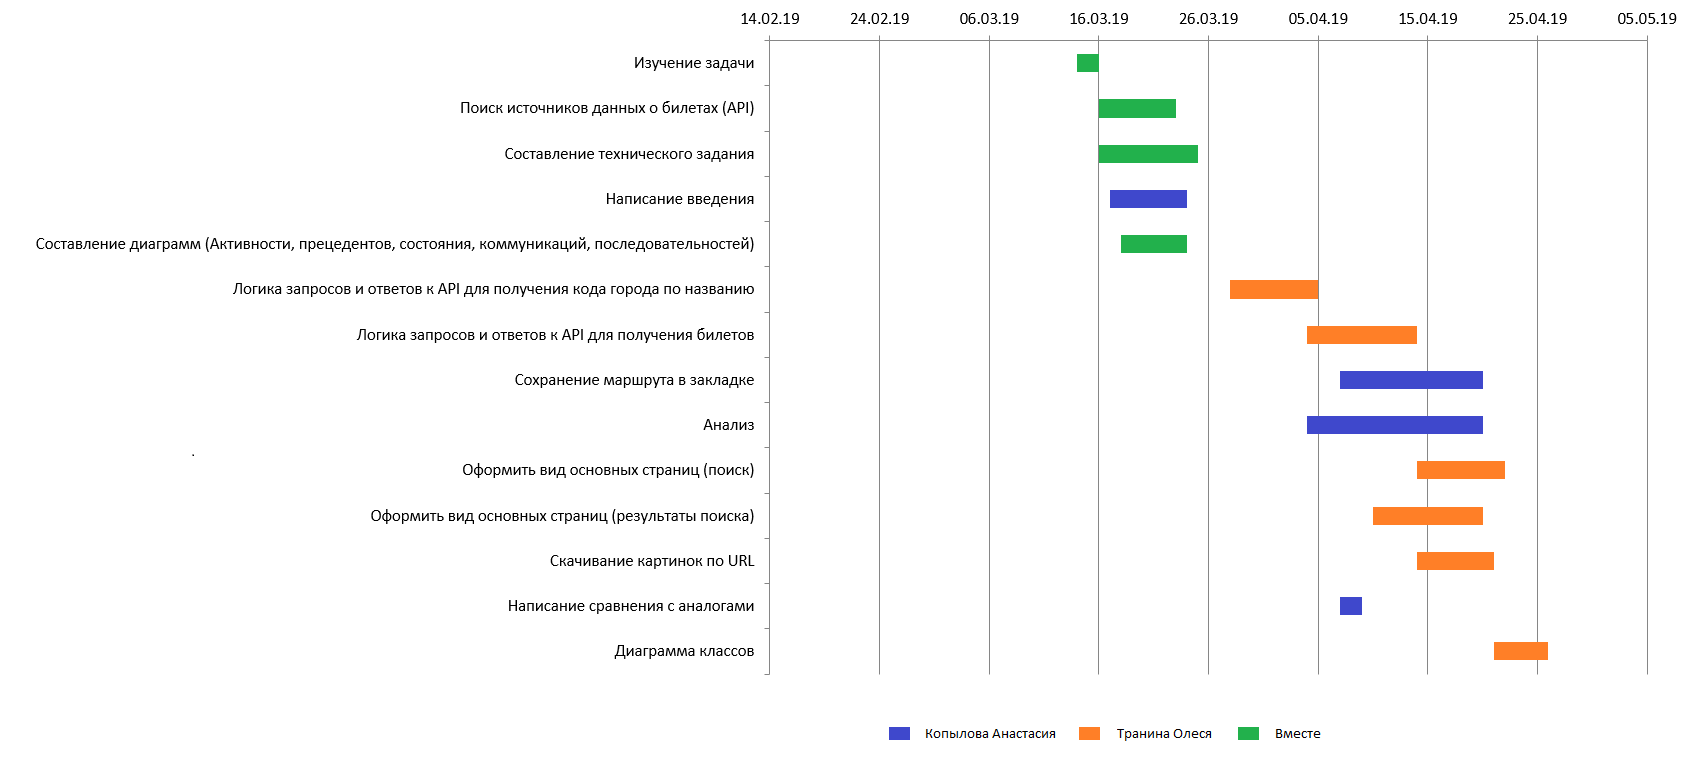 14.02.19 24.02.19 06.03.19 16.03.19 26.03.19 05.04.19 15.04.19 25.04.19 05.05.19
Изучение задачи
Поиск источников данных о билетах (API)
Составление технического задания
Написание введения
Составление диаграмм (Активности, прецедентов, состояния, коммуникаций, последовательностей)
Логика запросов и ответов к API для получения кода города по названию
Логика запросов и ответов к API для получения билетов
Сохранение маршрута в закладке
Анализ
.
Оформить вид основных страниц (поиск)
Оформить вид основных страниц (результаты поиска)
Скачивание картинок по URL
Написание сравнения с аналогами
Диаграмма классов
Копылова Анастасия Транина Олеся Вместе